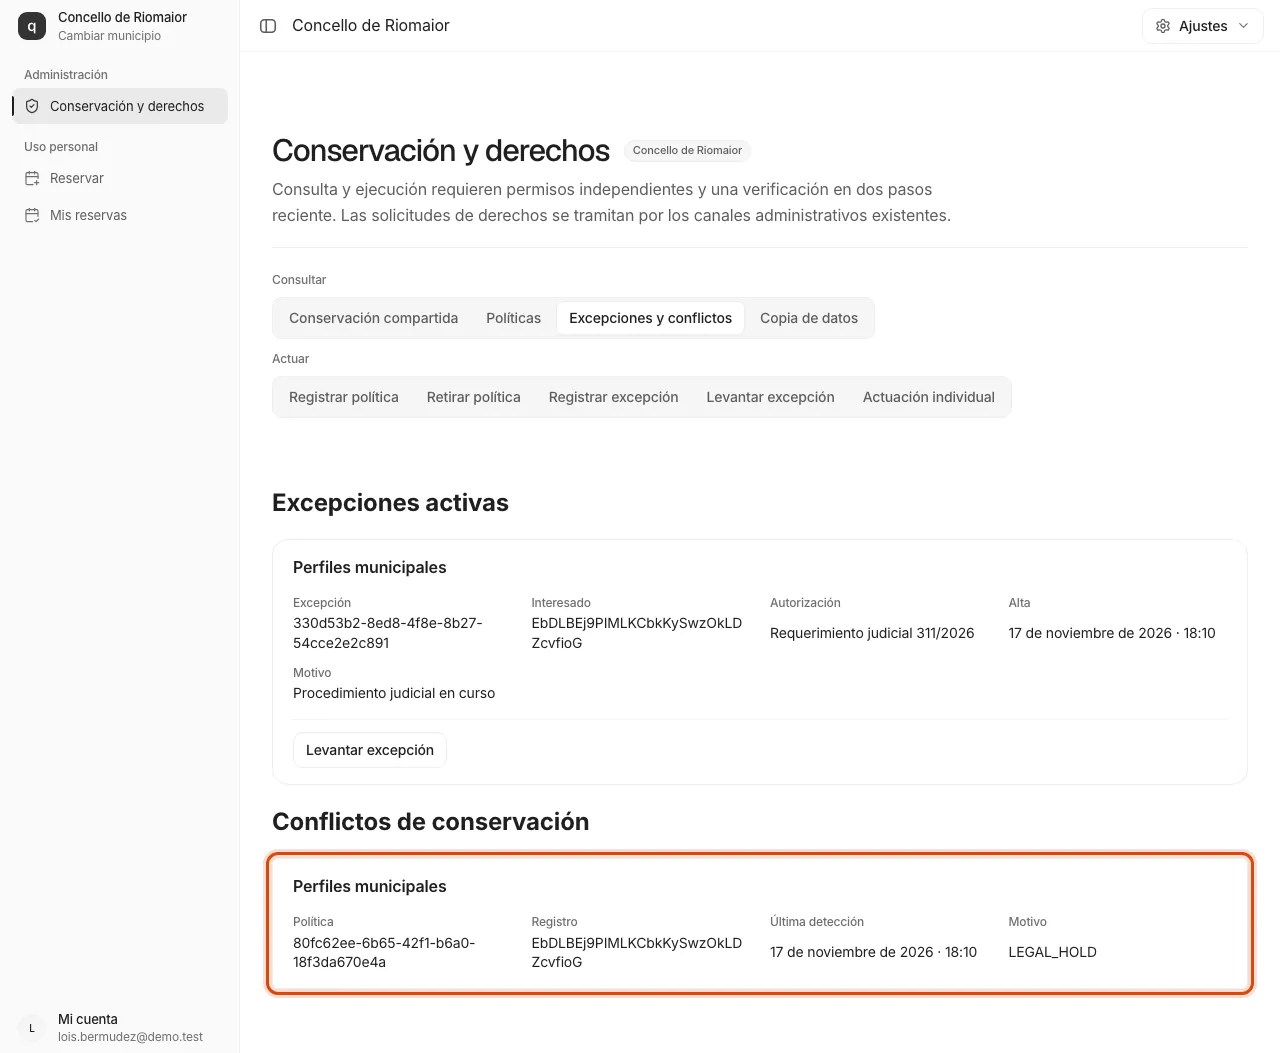 q
Concello de Riomaior
Cambiar municipio
Administración
Conservación y derechos
Uso personal
Reservar
Mis reservas
L
Mi cuenta
lois.bermudez@demo.test
Concello de Riomaior
Ajustes
Conservación y derechos
Concello de Riomaior
Consulta y ejecución requieren permisos independientes y una verificación en dos pasos
reciente. Las solicitudes de derechos se tramitan por los canales administrativos existentes.
Consultar
Conservación compartida
Políticas
Excepciones y conflictos
Copia de datos
Actuar
Registrar política
Retirar política
Registrar excepción
Levantar excepción
Actuación individual
Excepciones activas
Perfiles municipales
Excepción
330d53b2-8ed8-4f8e-8b27-
54cce2e2c891
Interesado
EbDLBEj9PIMLKCbkKySwzOkLD
ZcvfioG
Autorización
Requerimiento judicial 311/2026
Alta
17 de noviembre de 2026 · 18:10
Motivo
Procedimiento judicial en curso
Levantar excepción
Conflictos de conservación
Perfiles municipales
Política
80fc62ee-6b65-42f1-b6a0-
18f3da670e4a
Registro
EbDLBEj9PIMLKCbkKySwzOkLD
ZcvfioG
Última detección
17 de noviembre de 2026 · 18:10
Motivo
LEGAL_HOLD